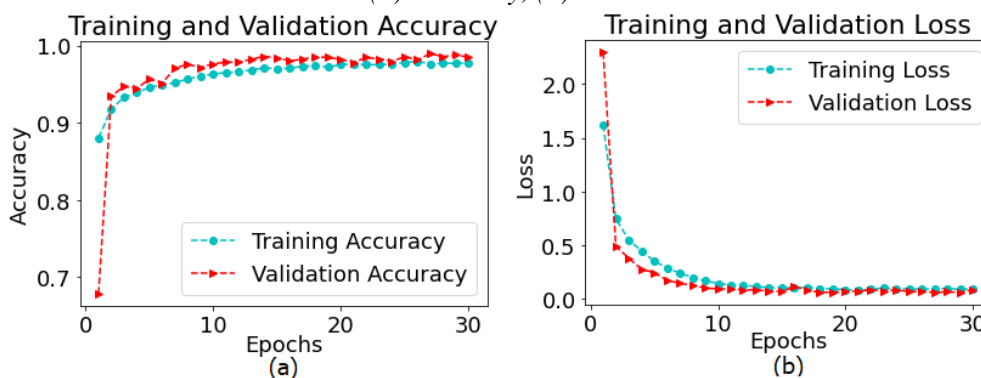 Training and Validation Accuracy
1.0
0.9
0.8
0.7
Accuracy
Training Accuracy
Validation Accuracy
0
10
20
30
Epochs
(a)
Training and Validation Loss
2.0
1.5
1.0
0.5
0.0
Loss
Training Loss
Validation Loss
0
10
20
30
Epochs
(b)